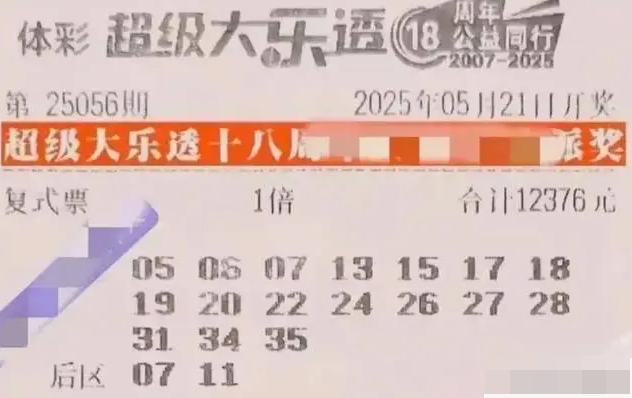 体彩 超级大乐透 18 周年
公益同行
2007-2025
第 25056期 2025年05月21日开奖
超级大乐透十八周 派奖
复式票 1倍 合计12376元
05 06 07 13 15 17 18
19 20 22 24 26 27 28
31 34 35
后区 07 11